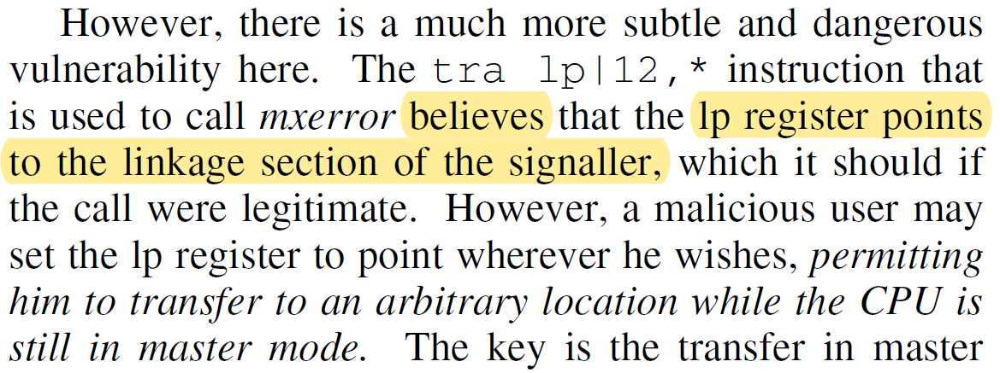 However, there is a much more subtle and dangerous
vulnerability here. The tra lp|12,* instruction that
is used to call mxerror believes that the lp register points
to the linkage section of the signaller, which it should if
the call were legitimate. However, a malicious user may
set the lp register to point wherever he wishes, permitting
him to transfer to an arbitrary location while the CPU is
still in master mode. The key is the transfer in master